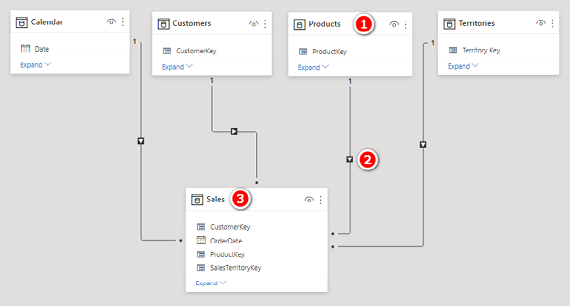 Calendar
Date
Expand
Customers
CustomerKey
Expand
Products
1
ProductKey
Expand
Territories
Territory Key
Expand
1
1
1
1
2
*
Sales
3
CustomerKey
OrderDate
ProductKey
SalesTerritoryKey
Expand
*
*
*